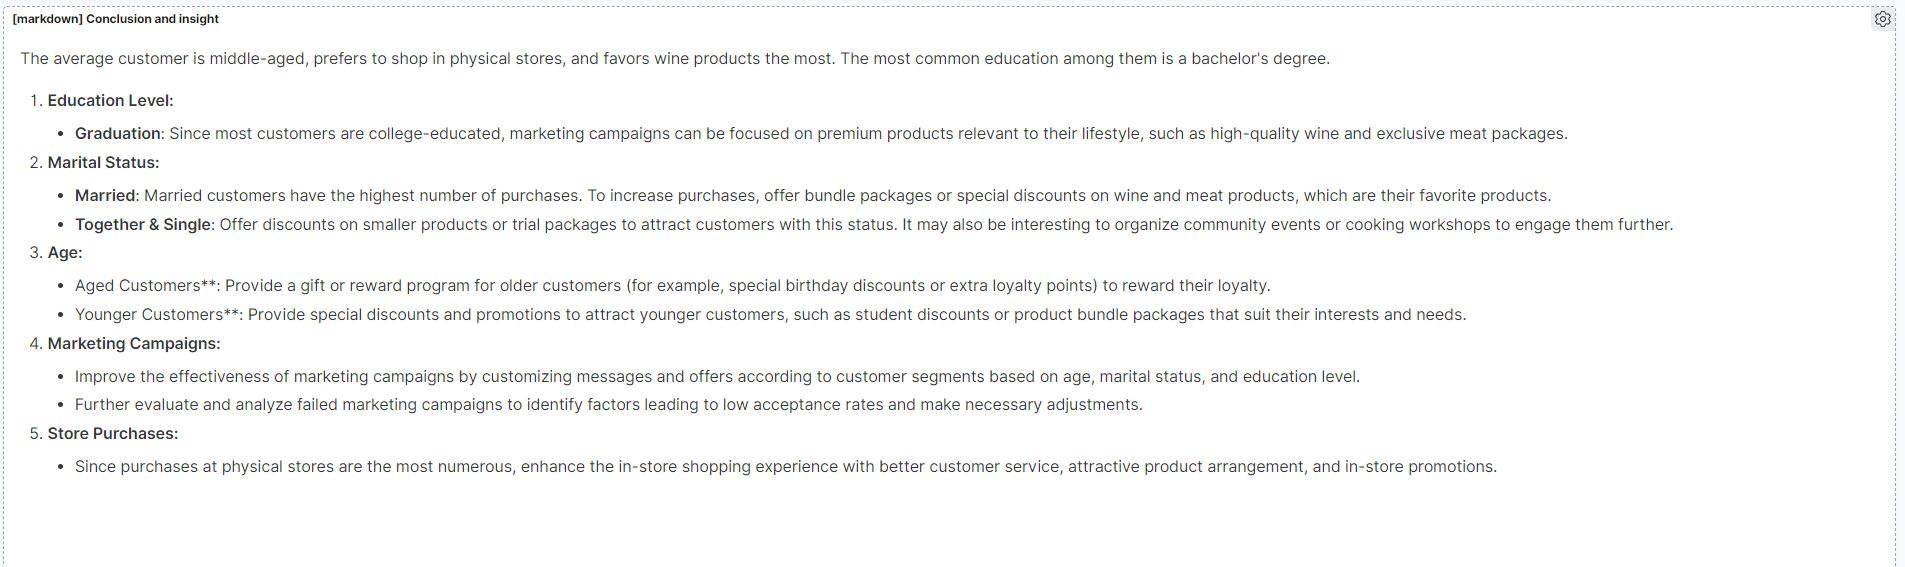 [markdown] Conclusion and insight
The average customer is middle-aged, prefers to shop in physical stores, and favors wine products the most. The most common education among them is a bachelor's degree.
1. Education Level:
• Graduation: Since most customers are college-educated, marketing campaigns can be focused on premium products relevant to their lifestyle, such as high-quality wine and exclusive meat packages.
2. Marital Status:
• Married: Married customers have the highest number of purchases. To increase purchases, offer bundle packages or special discounts on wine and meat products, which are their favorite products.
• Together & Single: Offer discounts on smaller products or trial packages to attract customers with this status. It may also be interesting to organize community events or cooking workshops to engage them further.
3. Age:
• Aged Customers**: Provide a gift or reward program for older customers (for example, special birthday discounts or extra loyalty points) to reward their loyalty.
• Younger Customers**: Provide special discounts and promotions to attract younger customers, such as student discounts or product bundle packages that suit their interests and needs.
4. Marketing Campaigns:
• Improve the effectiveness of marketing campaigns by customizing messages and offers according to customer segments based on age, marital status, and education level.
• Further evaluate and analyze failed marketing campaigns to identify factors leading to low acceptance rates and make necessary adjustments.
5. Store Purchases:
• Since purchases at physical stores are the most numerous, enhance the in-store shopping experience with better customer service, attractive product arrangement, and in-store promotions.